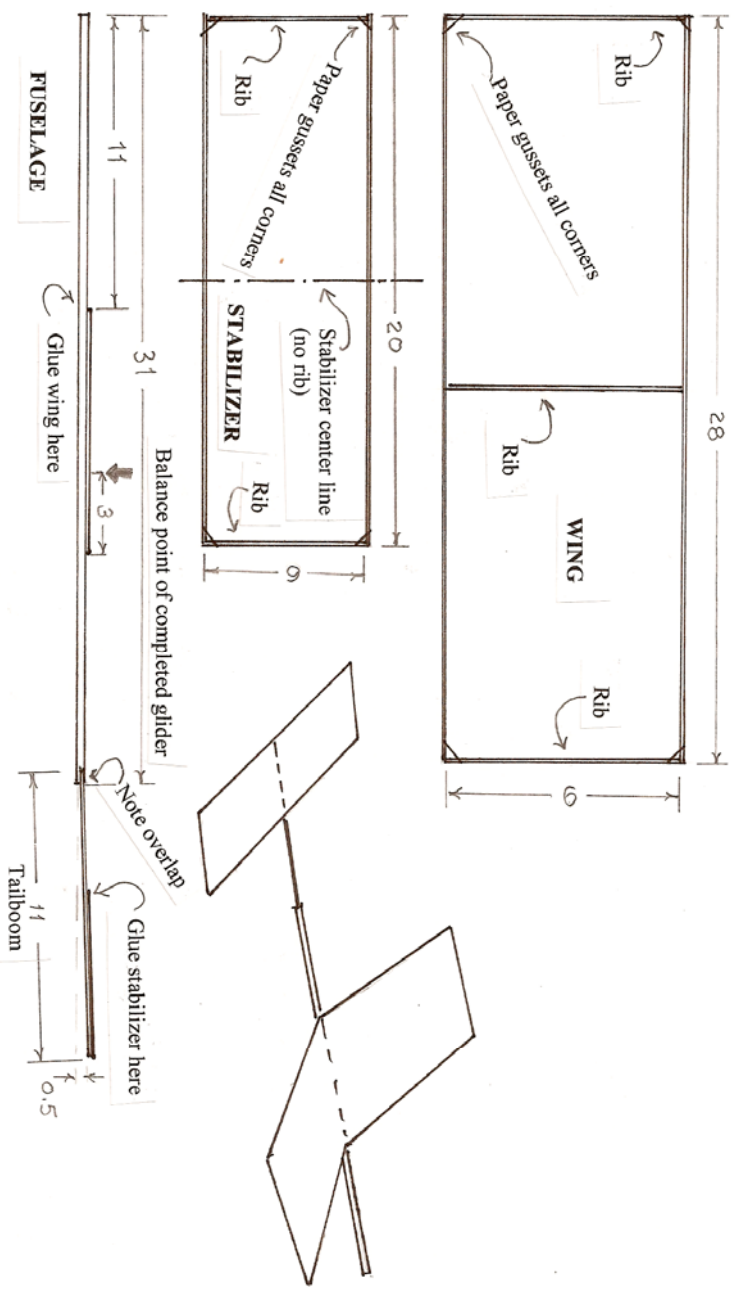 28
Rib
Rib
WING
Rib
9
Paper gussets all corners
20
Paper gussets all corners
Rib
Stabilizer center line
(no rib)
STABILIZER
Rib
6
Balance point of completed glider
31
11
3
Note overlap
Glue stabilizer here
Glue wing here
FUSELAGE
11
Tailboom
0.5